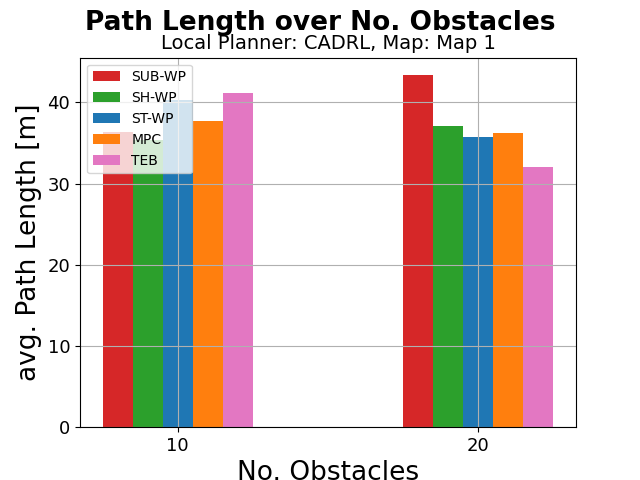 Path Length over No. Obstacles
Local Planner: CADRL, Map: Map 1
SUB-WP
SH-WP
ST-WP
MPC
TEB
avg. Path Length [m]
40
30
20
10
0
10
20
No. Obstacles